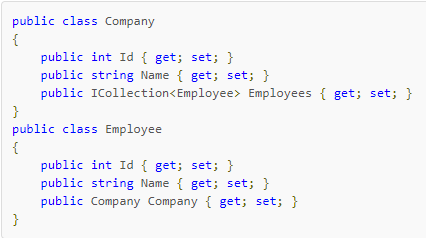 public class Company
{
    public int Id { get; set; }
    public string Name { get; set; }
    public ICollection<Employee> Employees { get; set; }
}
public class Employee
{
    public int Id { get; set; }
    public string Name { get; set; }
    public Company Company { get; set; }
}